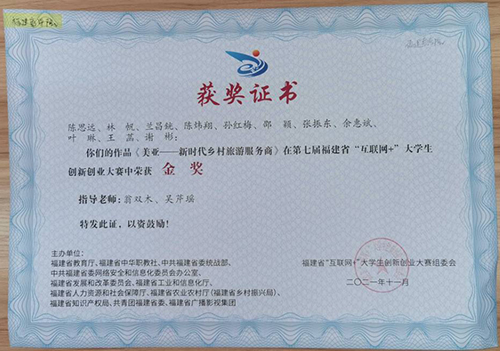 获奖证书
陈思远、林 帆、兰昌铳、陈炜翔、孙红梅、邵 颖、张振东、余惠斌、
叶 琳、王 菡、谢 彬:
你们的作品《美亚——新时代乡村旅游服务商》在第七届福建省“互联网+”大学生
创新创业大赛中荣获 金奖
指导老师:翁双木、吴芹瑶
特发此证,以资鼓励!
主办单位:
福建省教育厅、福建省中华职教社、中共福建省委统战部、
中共福建省委网络安全和信息化委员会办公室、
福建省发展和改革委员会、福建省工业和信息化厅、
福建省人力资源和社会保障厅、福建省农业农村厅(福建省乡村振兴局)、
福建省知识产权局、共青团福建省委、福建省广播影视集团
福建省“互联网+”大学生创新创业大赛组委会
二〇二一年十一月